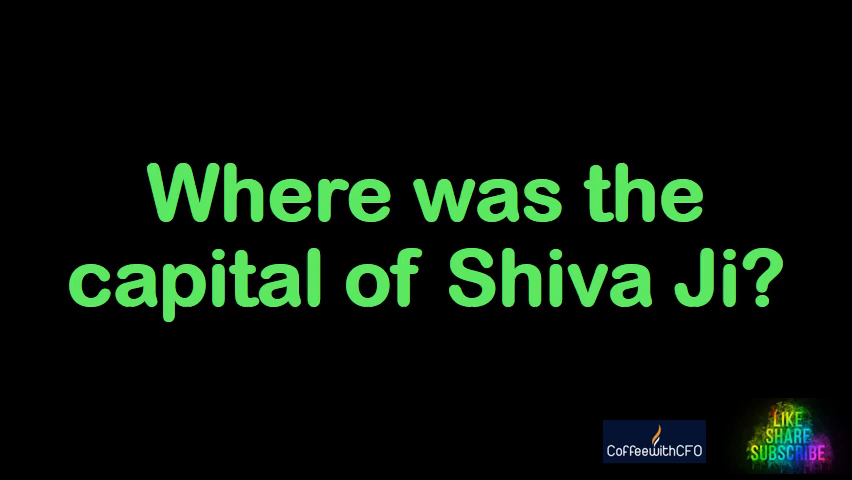 Where was the
capital of Shiva Ji?
CoffeewithCFO
LIKE
SHARE
SUBSCRIBE